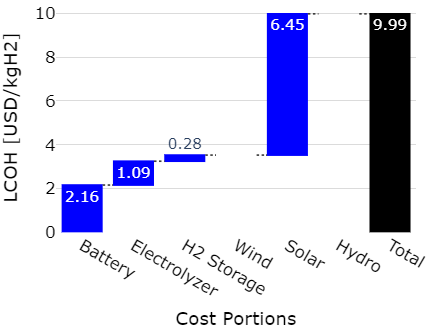 LCOH [USD/kgH2]
10
8
6
4
2
0
2.16
1.09
0.28
6.45
9.99
Battery
Electrolyzer
H2 Storage
Wind
Solar
Hydro
Total
Cost Portions